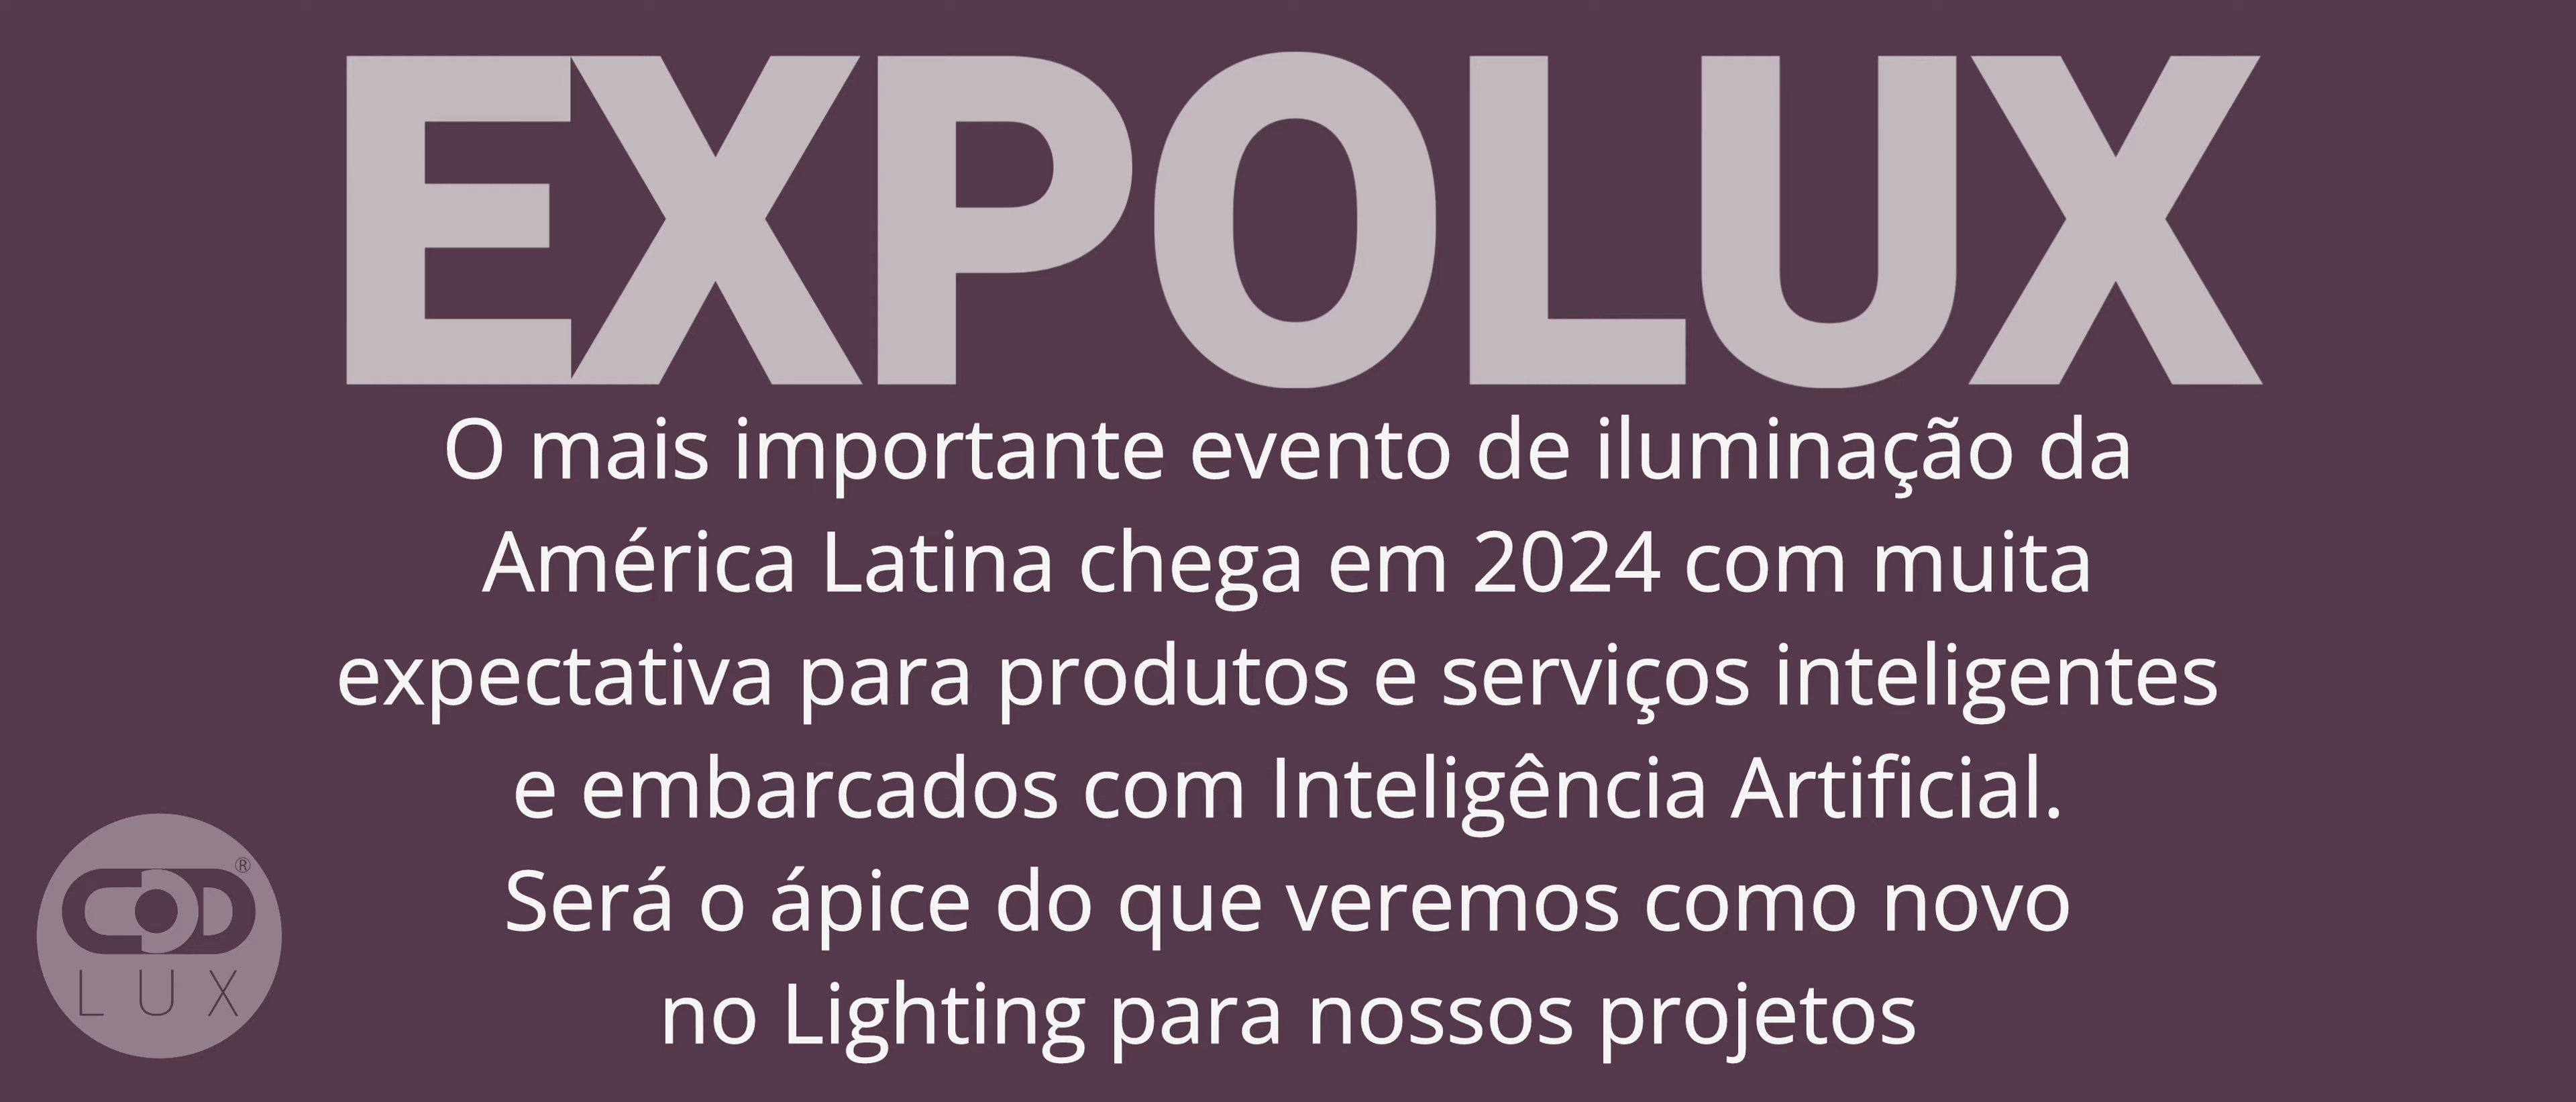 EXPOLUX
O mais importante evento de iluminação da
América Latina chega em 2024 com muita
expectativa para produtos e serviços inteligentes
e embarcados com Inteligência Artificial.
Será o ápice do que veremos como novo
no Lighting para nossos projetos
COD®
LUX